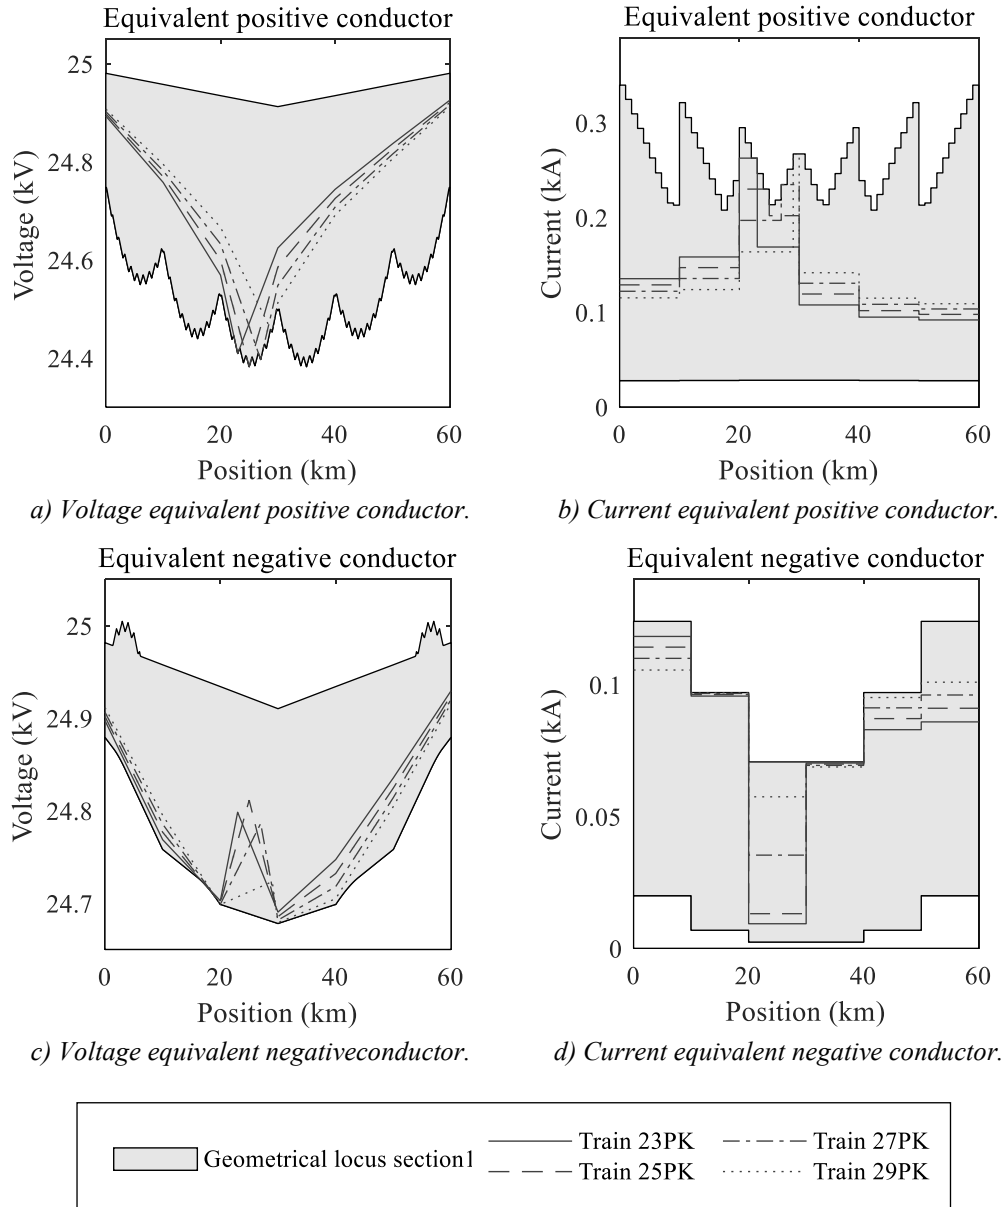 Equivalent positive conductor
25
24.8
24.6
24.4
Voltage (kV)
0 20 40 60
Position (km)
a) Voltage equivalent positive conductor.
Equivalent positive conductor
0.3
0.2
0.1
0
Current (kA)
0 20 40 60
Position (km)
b) Current equivalent positive conductor.
Equivalent negative conductor
25
24.9
24.8
24.7
Voltage (kV)
0 20 40 60
Position (km)
c) Voltage equivalent negativeconductor.
Equivalent negative conductor
0.1
0.05
0
Current (kA)
0 20 40 60
Position (km)
d) Current equivalent negative conductor.
Geometrical locus section1
Train 23PK
Train 25PK
Train 27PK
Train 29PK